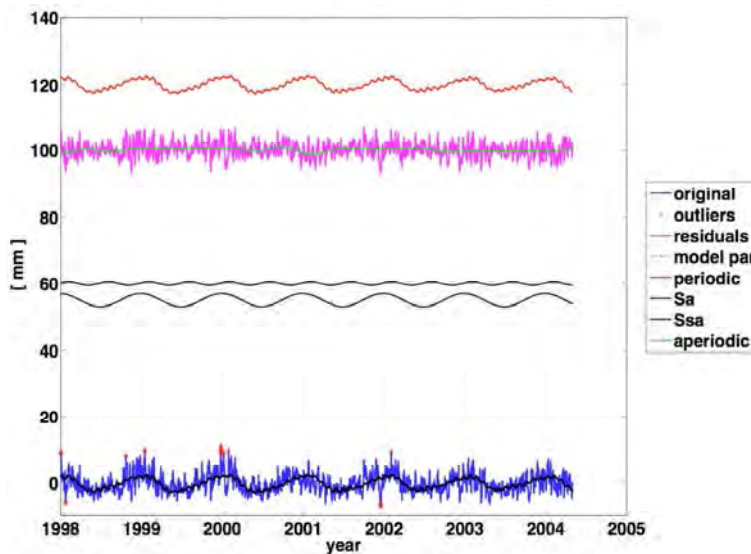 140
120
100
80
60
40
20
0
[ mm ]
1998 1999 2000 2001 2002 2003 2004 2005
year
original
outliers
residuals
model par
periodic
Sa
Ssa
aperiodic